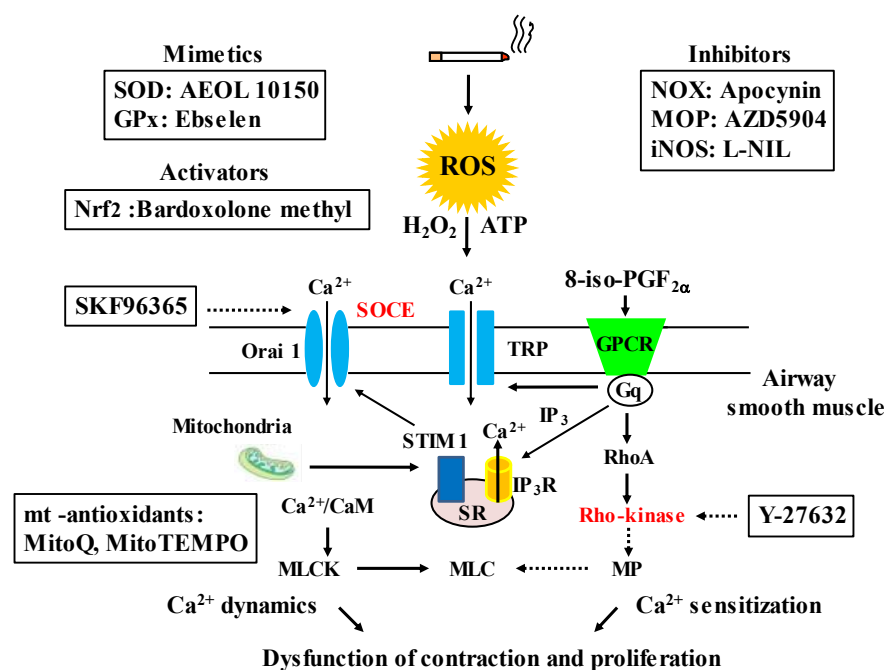 Mimetics
SOD: AEOL 10150
GPx: Ebselen
Inhibitors
NOX: Apocynin
MOP: AZD5904
iNOS: L-NIL
Activators
Nrf2 :Bardoxolone methyl
ROS
H₂O₂ ATP
8-iso-PGF₂α
SKF96365
Ca²⁺
SOCE
Ca²⁺
Orai 1
TRP
GPCR
Gq
Airway
smooth muscle
Mitochondria
STIM 1
Ca²⁺
IP₃
RhoA
IP₃R
SR
Ca²⁺/CaM
Rho-kinase
Y-27632
mt -antioxidants:
MitoQ, MitoTEMPO
MLCK
MLC
MP
Ca²⁺ dynamics
Ca²⁺ sensitization
Dysfunction of contraction and proliferation